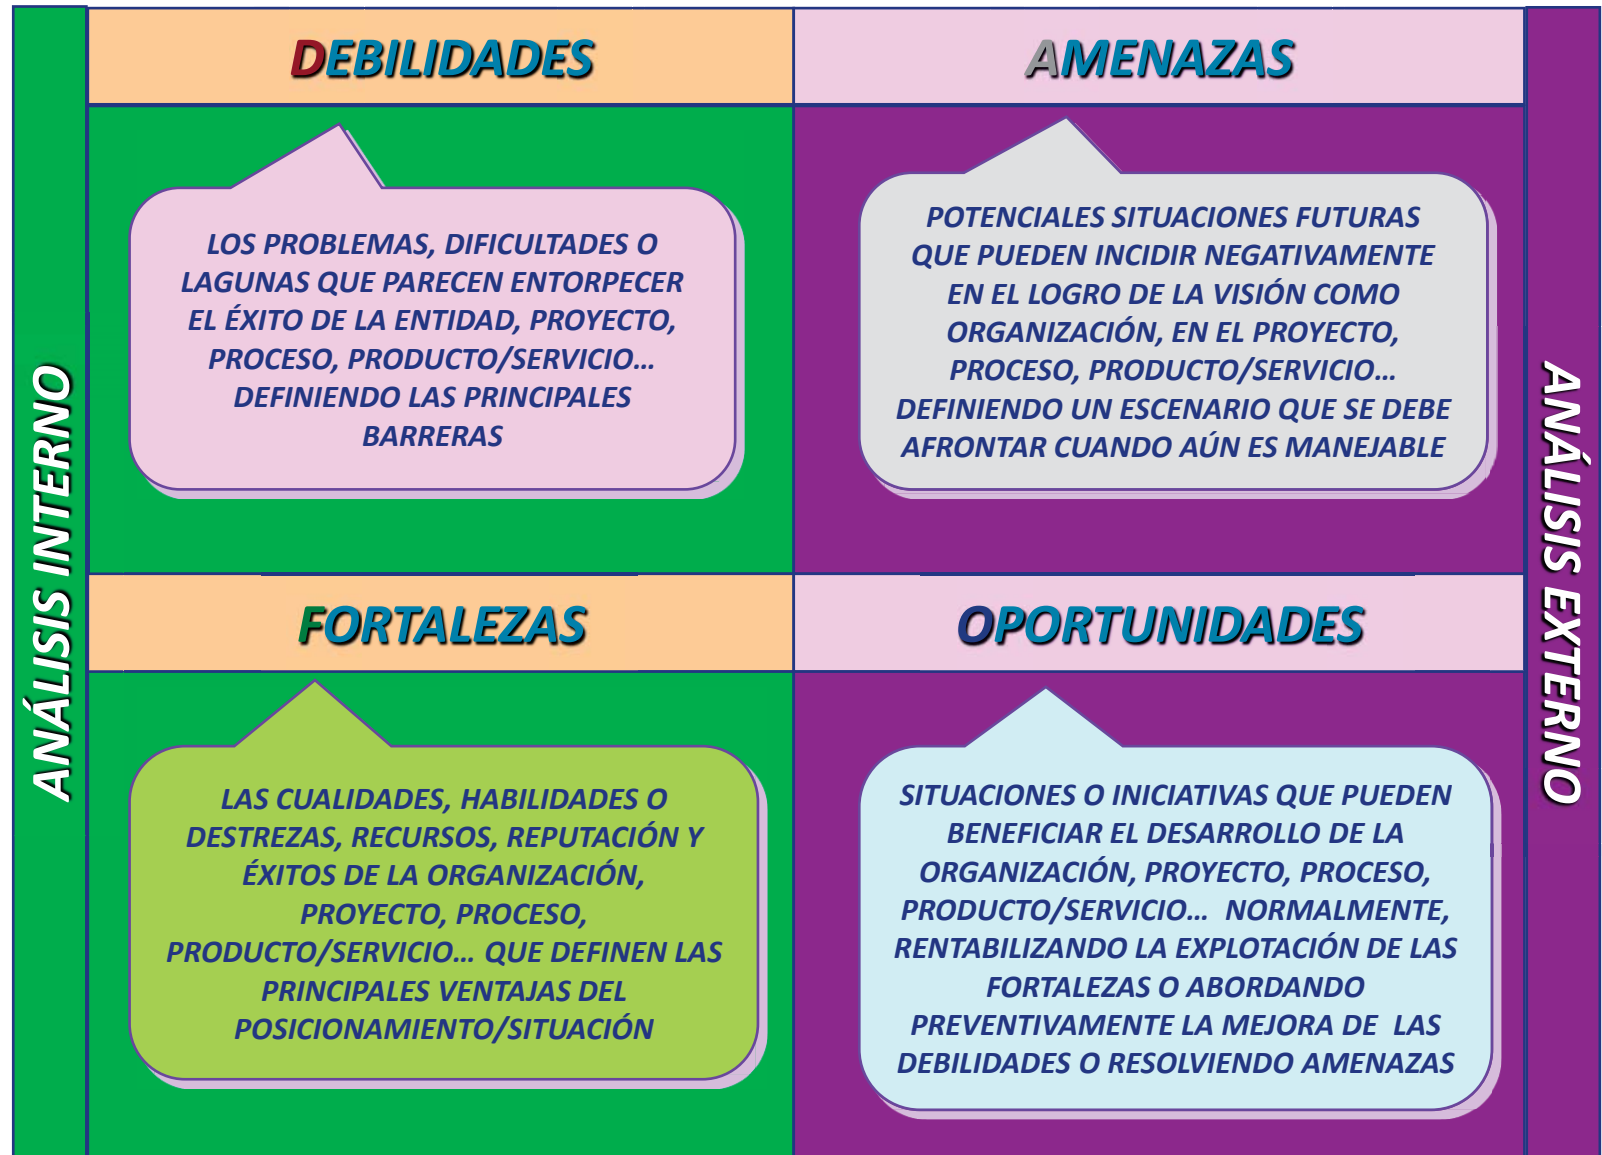 ANÁLISIS INTERNO
DEBILIDADES
LOS PROBLEMAS, DIFICULTADES O
LAGUNAS QUE PARECEN ENTORPECER
EL ÉXITO DE LA ENTIDAD, PROYECTO,
PROCESO, PRODUCTO/SERVICIO...
DEFINIENDO LAS PRINCIPALES
BARRERAS
AMENAZAS
POTENCIALES SITUACIONES FUTURAS
QUE PUEDEN INCIDIR NEGATIVAMENTE
EN EL LOGRO DE LA VISIÓN COMO
ORGANIZACIÓN, EN EL PROYECTO,
PROCESO, PRODUCTO/SERVICIO...
DEFINIENDO UN ESCENARIO QUE SE DEBE
AFRONTAR CUANDO AÚN ES MANEJABLE
FORTALEZAS
LAS CUALIDADES, HABILIDADES O
DESTREZAS, RECURSOS, REPUTACIÓN Y
ÉXITOS DE LA ORGANIZACIÓN,
PROYECTO, PROCESO,
PRODUCTO/SERVICIO... QUE DEFINEN LAS
PRINCIPALES VENTAJAS DEL
POSICIONAMIENTO/SITUACIÓN
OPORTUNIDADES
SITUACIONES O INICIATIVAS QUE PUEDEN
BENEFICIAR EL DESARROLLO DE LA
ORGANIZACIÓN, PROYECTO, PROCESO,
PRODUCTO/SERVICIO... NORMALMENTE,
RENTABILIZANDO LA EXPLOTACIÓN DE LAS
FORTALEZAS O ABORDANDO
PREVENTIVAMENTE LA MEJORA DE LAS
DEBILIDADES O RESOLVIENDO AMENAZAS
ANÁLISIS EXTERNO